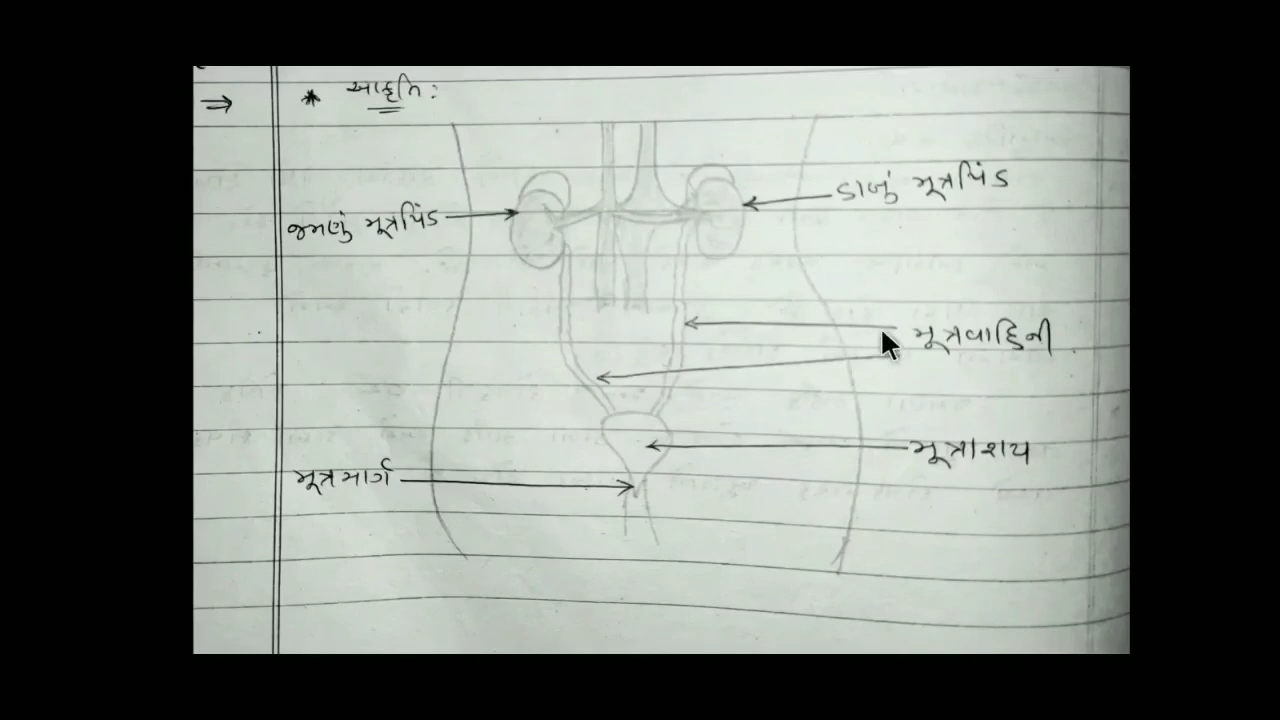 ⇒ * આકૃતિ :
ડાબું મૂત્રપિંડ
જમણું મૂત્રપિંડ
મૂત્રવાહિની
મૂત્રાશય
મૂત્રમાર્ગ